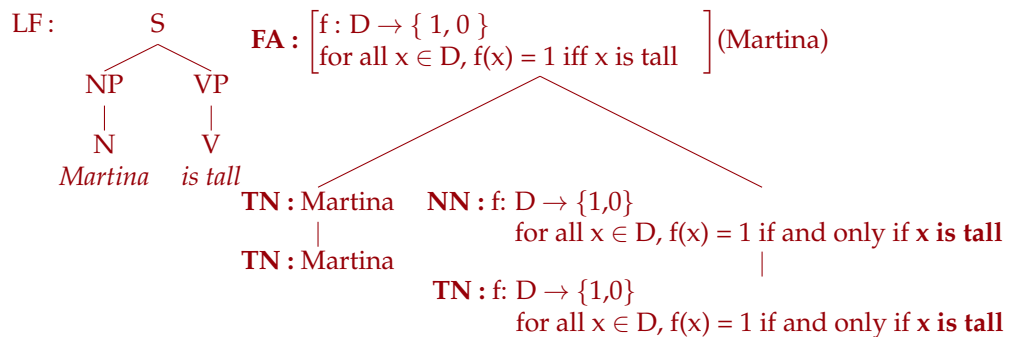 LF: S
FA : [f : D → { 1, 0 }
for all x ∈ D, f(x) = 1 iff x is tall](Martina)
NP VP
N V
Martina is tall
TN : Martina NN : f: D → {1,0}
for all x ∈ D, f(x) = 1 if and only if x is tall
TN : Martina
TN : f: D → {1,0}
for all x ∈ D, f(x) = 1 if and only if x is tall